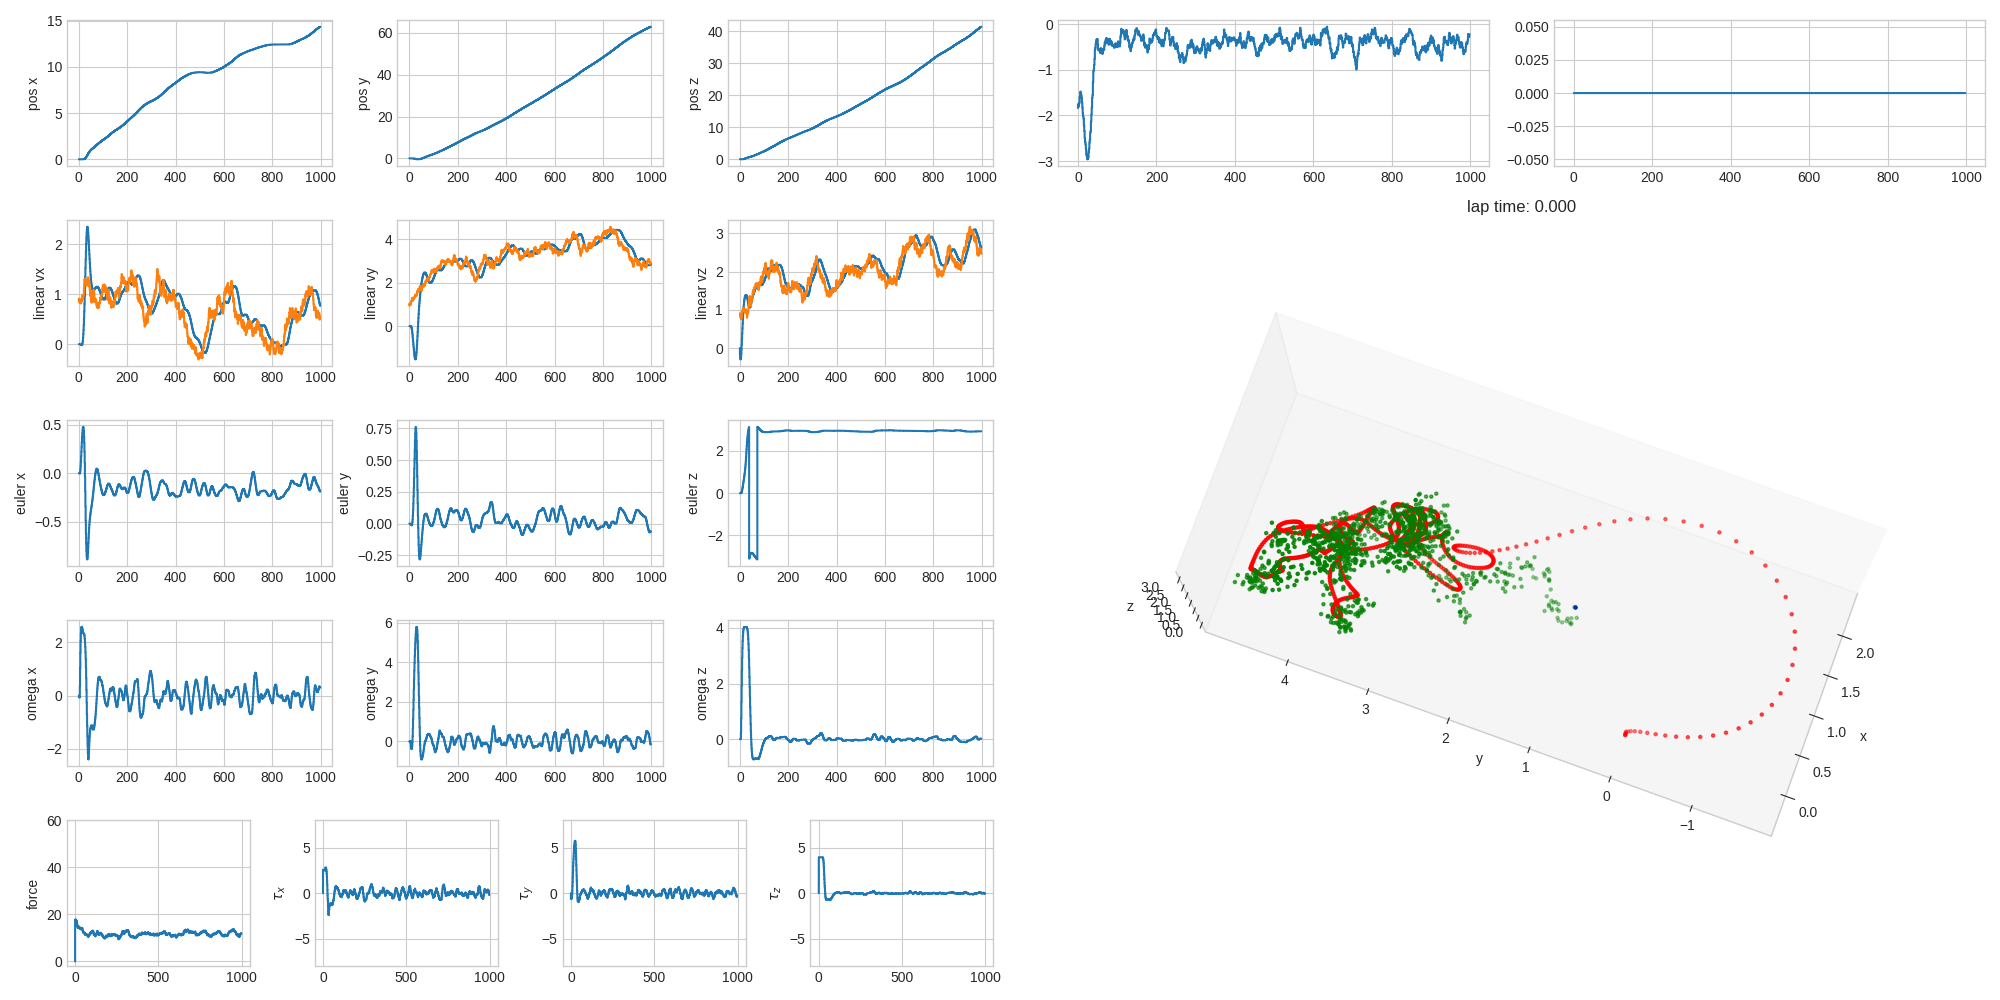 pos x
15
10
5
0
0 200 400 600 800 1000
pos y
60
40
20
0
0 200 400 600 800 1000
pos z
40
30
20
10
0
0 200 400 600 800 1000
0
−1
−2
−3
0 200 400 600 800 1000
0.050
0.025
0.000
−0.025
−0.050
0 200 400 600 800 1000
linear vx
2
1
0
0 200 400 600 800 1000
linear vy
4
2
0
0 200 400 600 800 1000
linear vz
3
2
1
0
0 200 400 600 800 1000
lap time: 0.000
euler x
0.5
0.0
−0.5
0 200 400 600 800 1000
euler y
0.75
0.50
0.25
0.00
−0.25
0 200 400 600 800 1000
euler z
2
0
−2
0 200 400 600 800 1000
omega x
2
0
−2
0 200 400 600 800 1000
omega y
6
4
2
0
0 200 400 600 800 1000
omega z
4
2
0
0 200 400 600 800 1000
z
3.0
2.5
2.0
1.5
1.0
0.5
0.0
y
4
3
2
1
0
−1
x
2.0
1.5
1.0
0.5
0.0
force
60
40
20
0
0 500 1000
τx
5
0
−5
0 500 1000
τy
5
0
−5
0 500 1000
τz
5
0
−5
0 500 1000